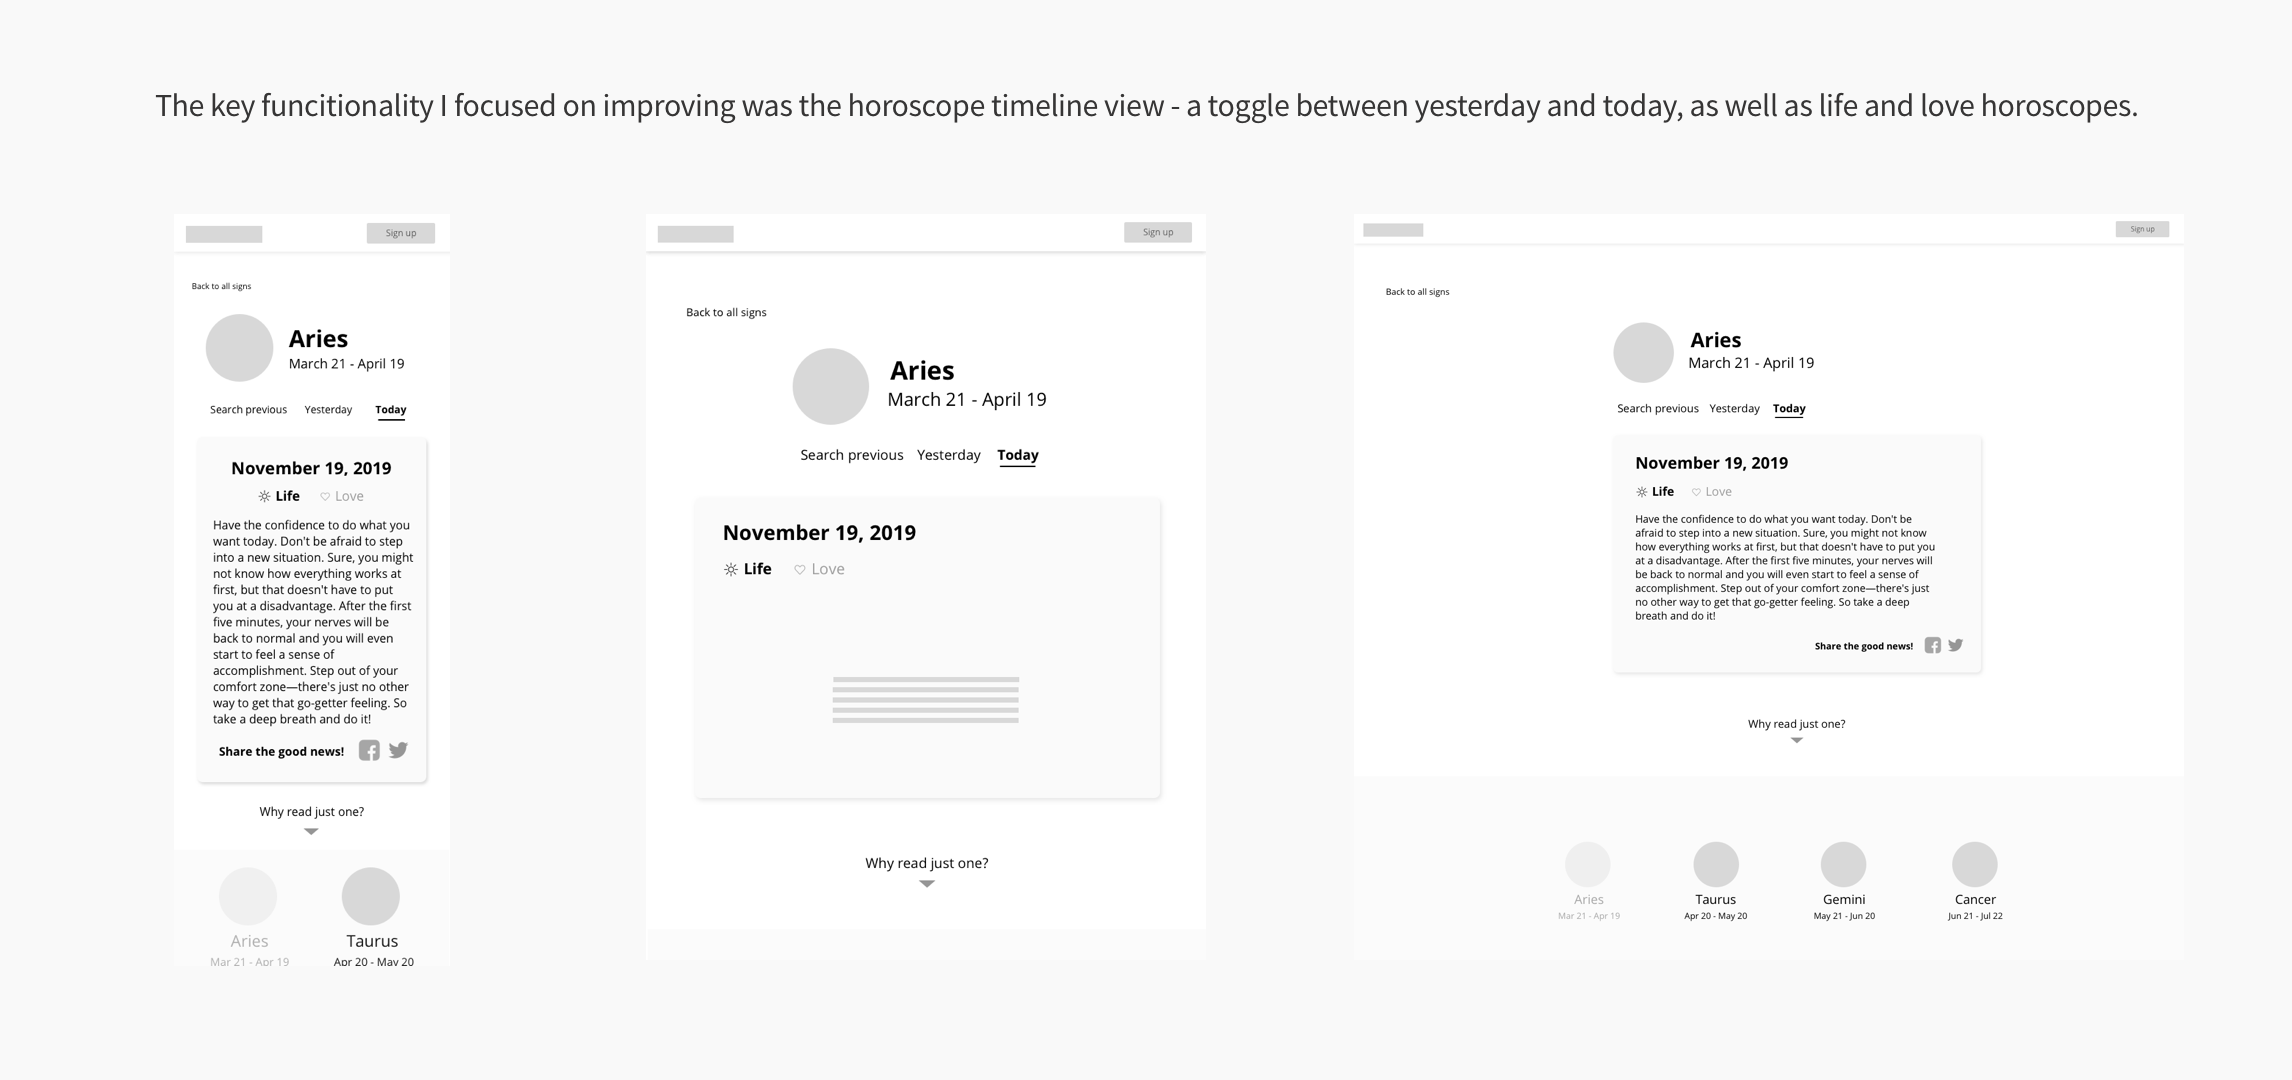 The key funcitionality I focused on improving was the horoscope timeline view - a toggle between yesterday and today, as well as life and love horoscopes.
Sign up
Back to all signs
Aries
March 21 - April 19
Search previous Yesterday Today
November 19, 2019
Life Love
Have the confidence to do what you
want today. Don't be afraid to step
into a new situation. Sure, you might
not know how everything works at
first, but that doesn't have to put
you at a disadvantage. After the first
five minutes, your nerves will be
back to normal and you will even
start to feel a sense of
accomplishment. Step out of your
comfort zone—there's just no other
way to get that go-getter feeling. So
take a deep breath and do it!
Share the good news!
Why read just one?
Aries Taurus
Mar 21 - Apr 19 Apr 20 - May 20
Sign up
Back to all signs
Aries
March 21 - April 19
Search previous Yesterday Today
November 19, 2019
Life Love
Why read just one?
Sign up
Back to all signs
Aries
March 21 - April 19
Search previous Yesterday Today
November 19, 2019
Life Love
Have the confidence to do what you want today. Don't be
afraid to step into a new situation. Sure, you might not know
how everything works at first, but that doesn't have to put you
at a disadvantage. After the first five minutes, your nerves will
be back to normal and you will even start to feel a sense of
accomplishment. Step out of your comfort zone—there's just
no other way to get that go-getter feeling. So take a deep
breath and do it!
Share the good news!
Why read just one?
Aries Taurus Gemini Cancer
Mar 21 - Apr 19 Apr 20 - May 20 May 21 - Jun 20 Jun 21 - Jul 22